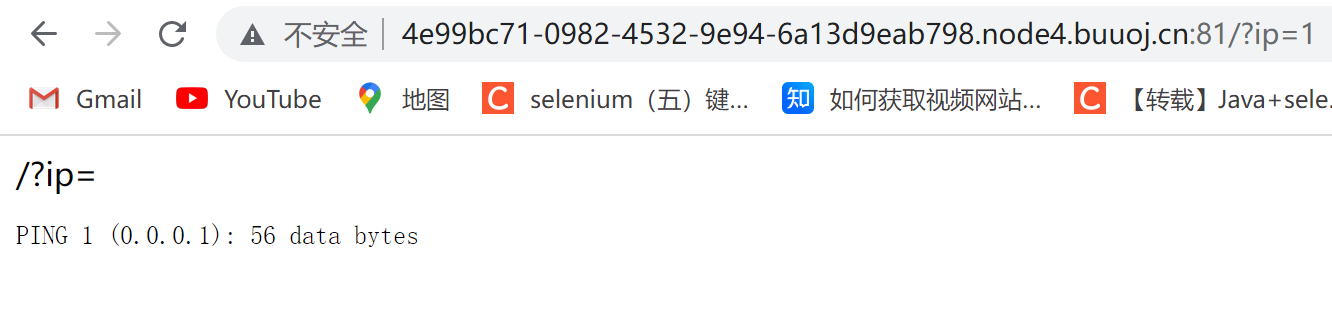 不安全 4e99bc71-0982-4532-9e94-6a13d9eab798.node4.buuoj.cn:81/?ip=1
Gmail YouTube 地图 C selenium（五）键... 知 如何获取视频网站... C 【转载】Java+sele.
/?ip=
PING 1 (0.0.0.1): 56 data bytes